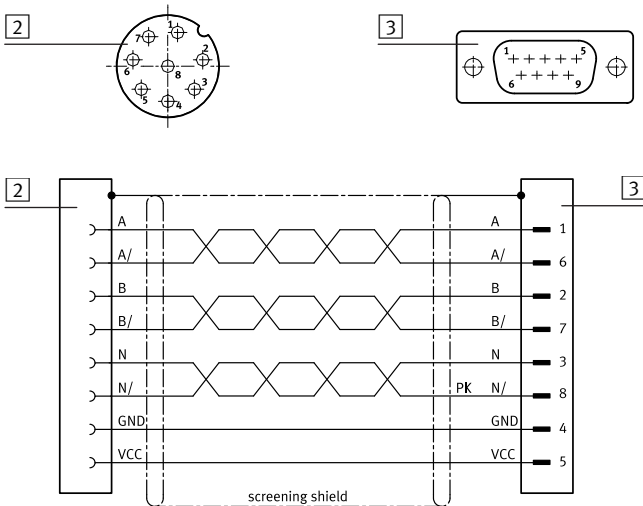 2
3
1
2
3
4
5
6
7
8
1 5
6 9
2
3
A A 1
A/ A/ 6
B B 2
B/ B/ 7
N N 3
N/ PK N/ 8
GND GND 4
VCC VCC 5
screening shield